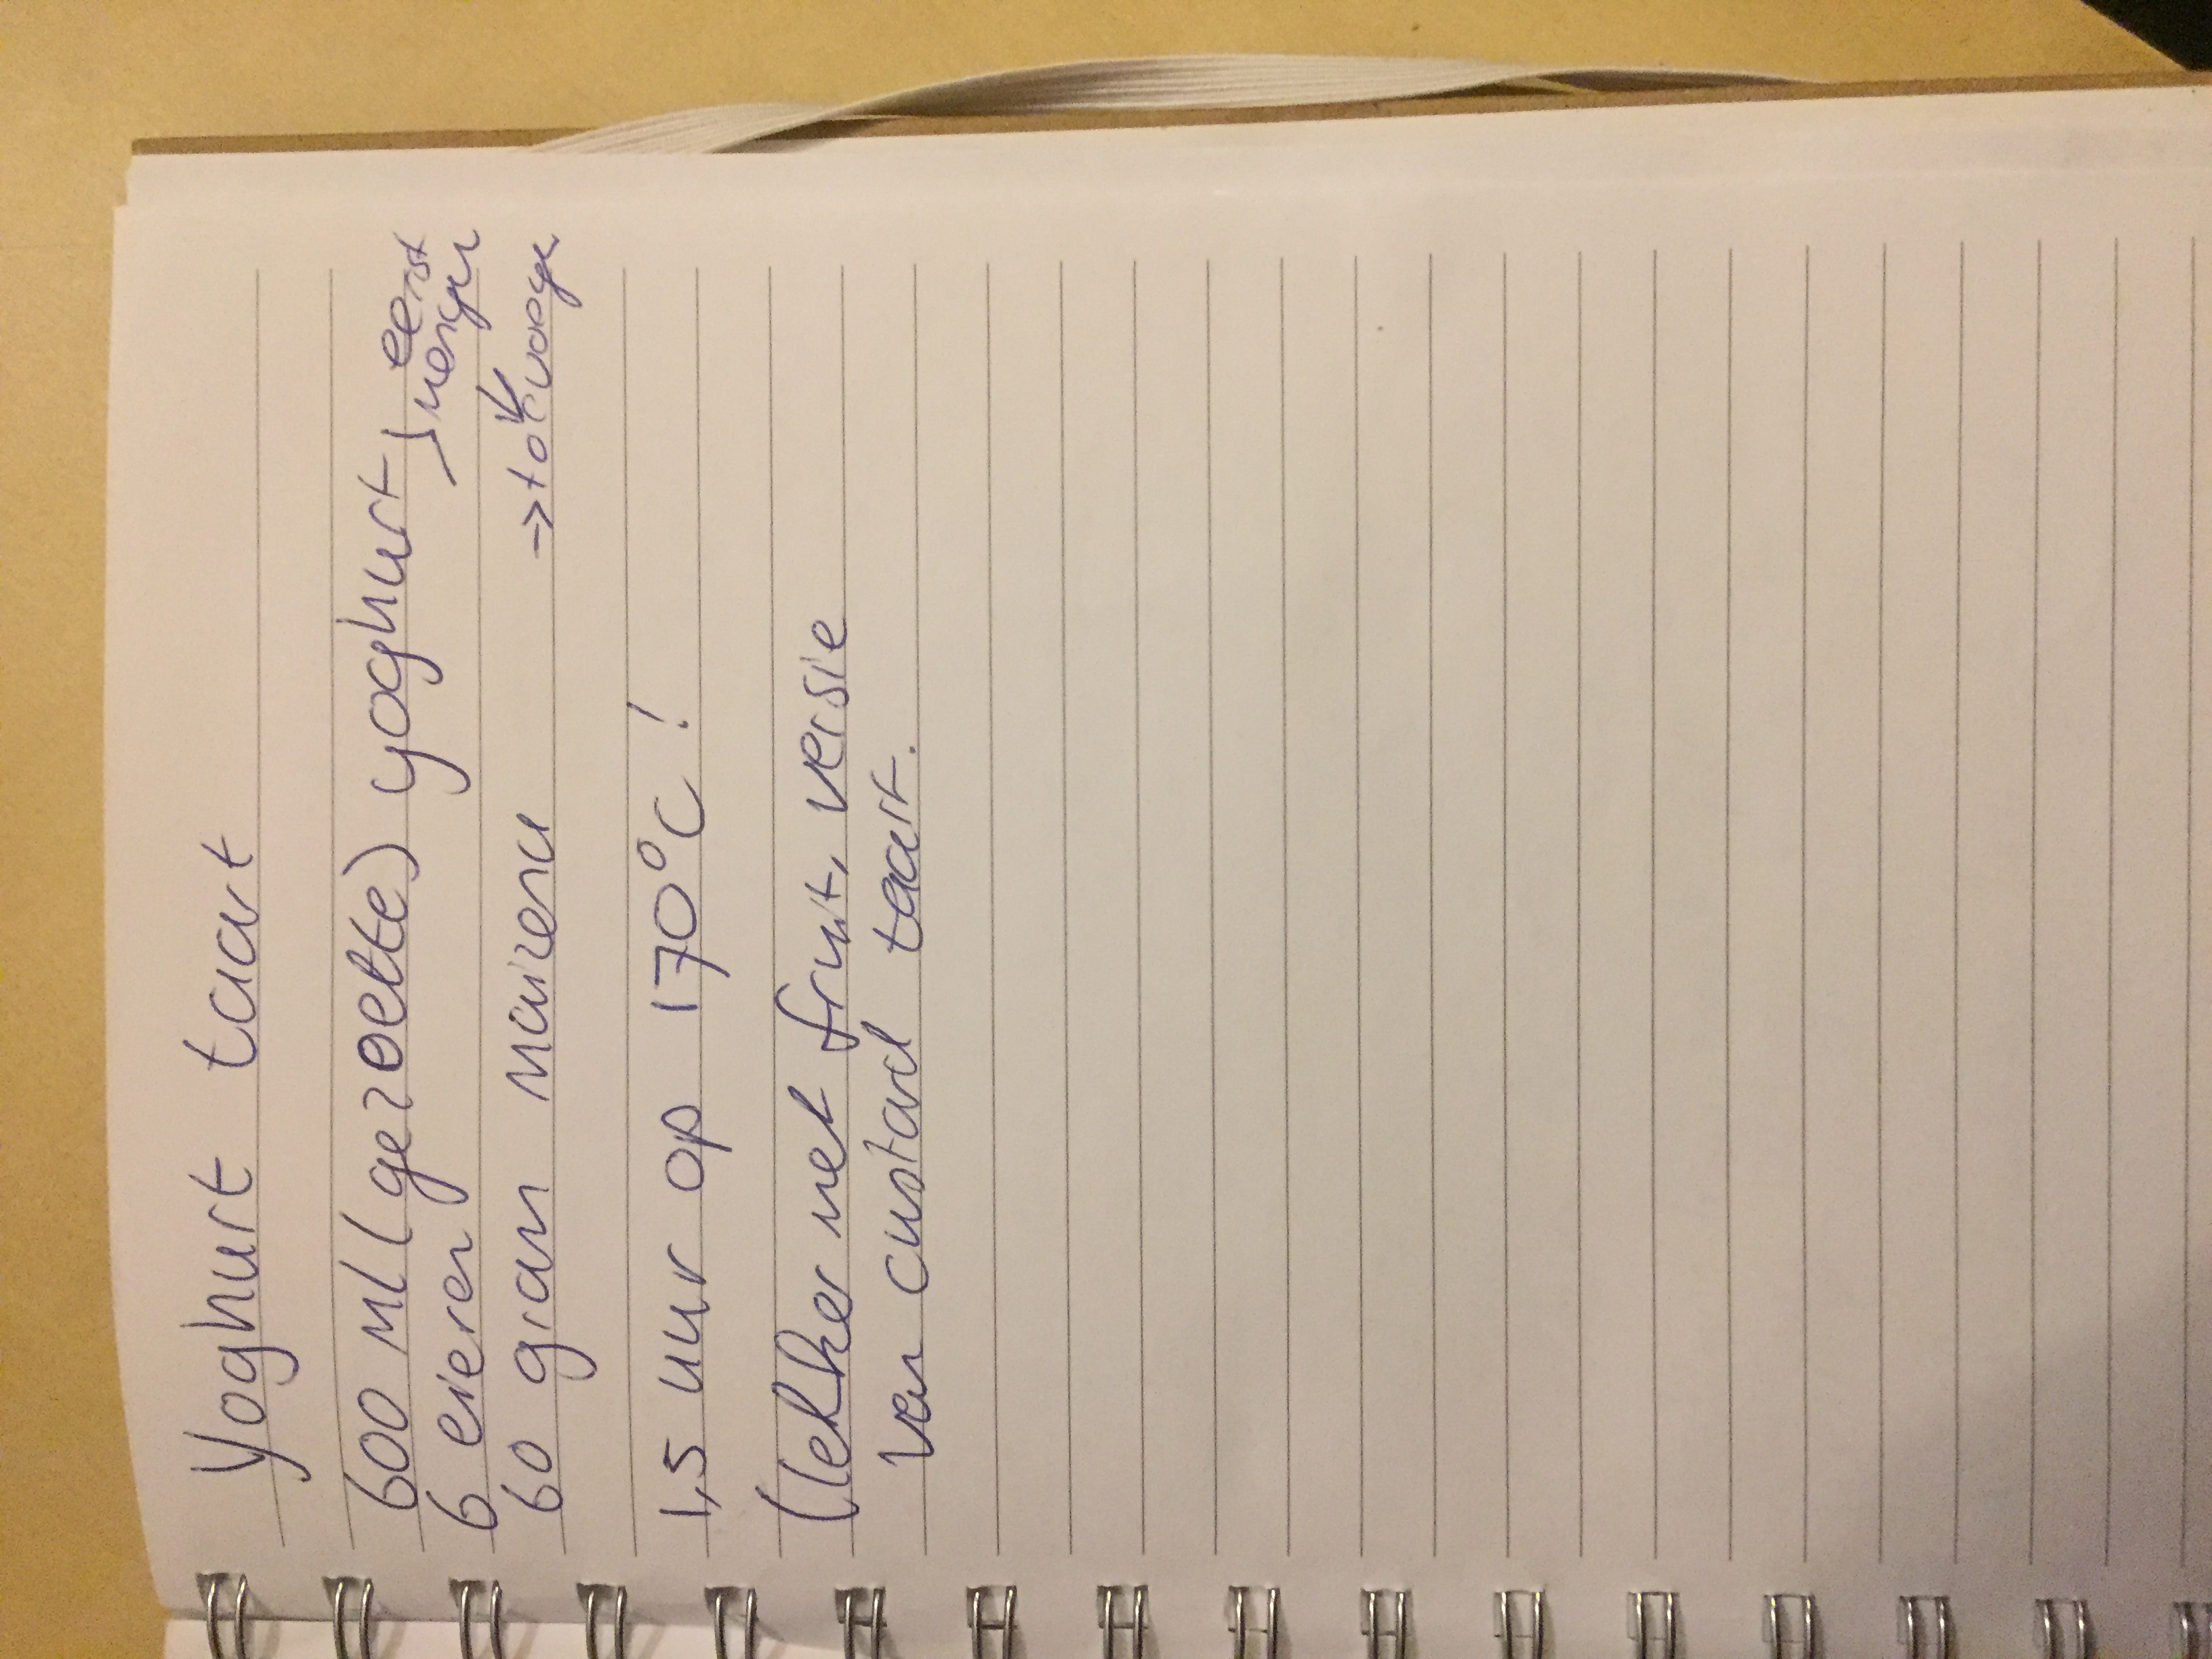 Yoghurt taart
600 ml (gezoette) yoghurt } eerst mengen
6 eieren
60 gram maizena → toevoegen
1,5 uur op 170°C !
(lekker met fruit, versie
van custard taart.